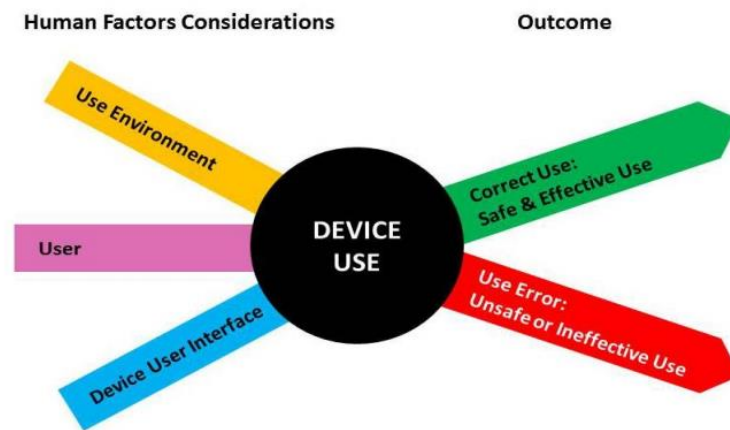 Human Factors Considerations
Outcome
Use Environment
User
Device User Interface
DEVICE
USE
Correct Use:
Safe & Effective Use
Use Error:
Unsafe or Ineffective Use